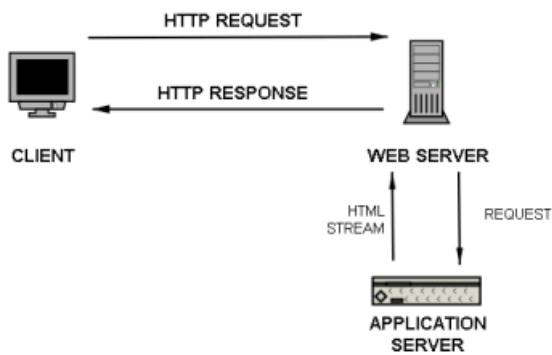 HTTP REQUEST
HTTP RESPONSE
CLIENT
WEB SERVER
HTML
STREAM
REQUEST
APPLICATION
SERVER